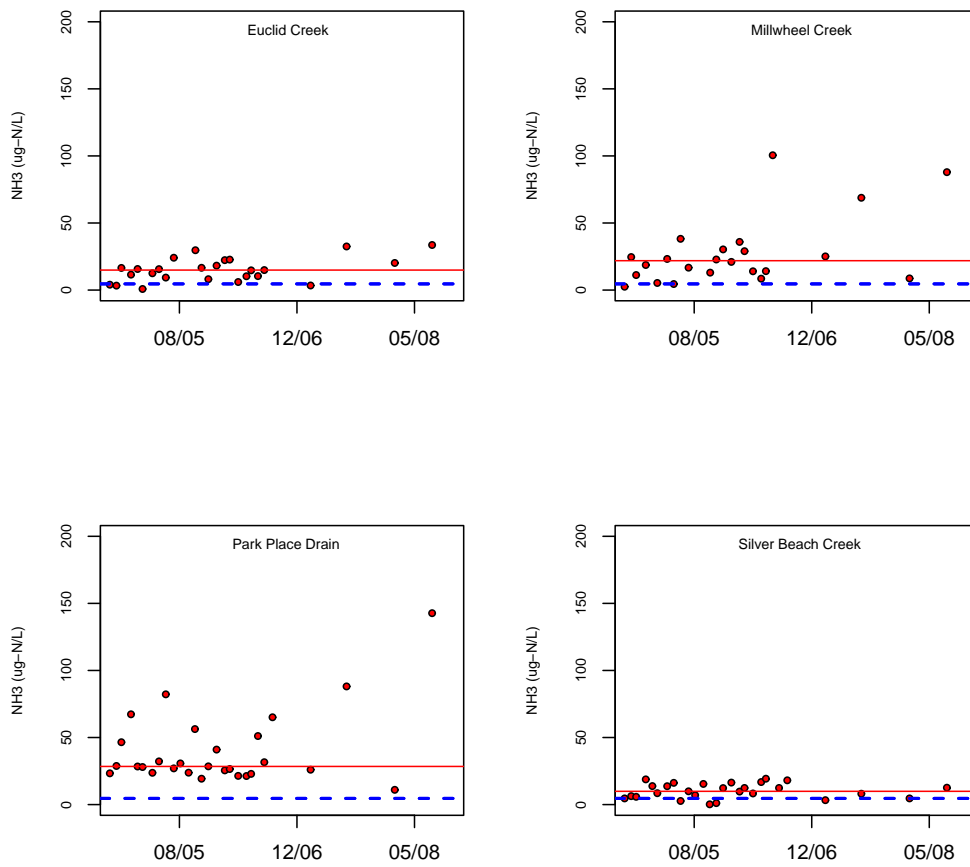 Euclid Creek
NH3 (ug−N/L)
200
150
100
50
0
08/05 12/06 05/08
Millwheel Creek
NH3 (ug−N/L)
200
150
100
50
0
08/05 12/06 05/08
Park Place Drain
NH3 (ug−N/L)
200
150
100
50
0
08/05 12/06 05/08
Silver Beach Creek
NH3 (ug−N/L)
200
150
100
50
0
08/05 12/06 05/08